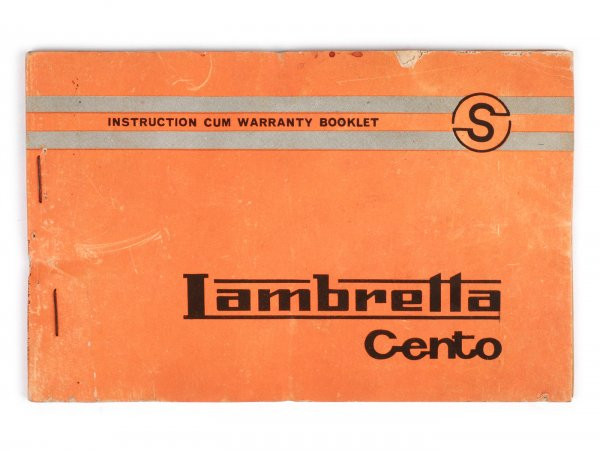 INSTRUCTION CUM WARRANTY BOOKLET
S
Lambretta
Cento